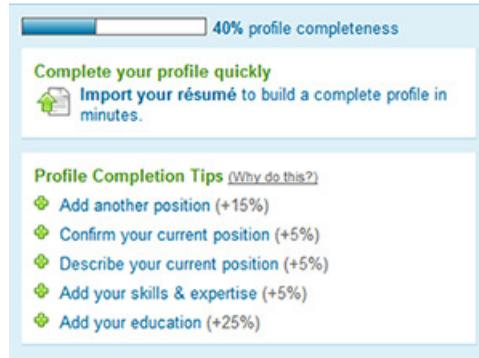 40% profile completeness
Complete your profile quickly
Import your résumé to build a complete profile in
minutes.
Profile Completion Tips (Why do this?)
Add another position (+15%)
Confirm your current position (+5%)
Describe your current position (+5%)
Add your skills & expertise (+5%)
Add your education (+25%)